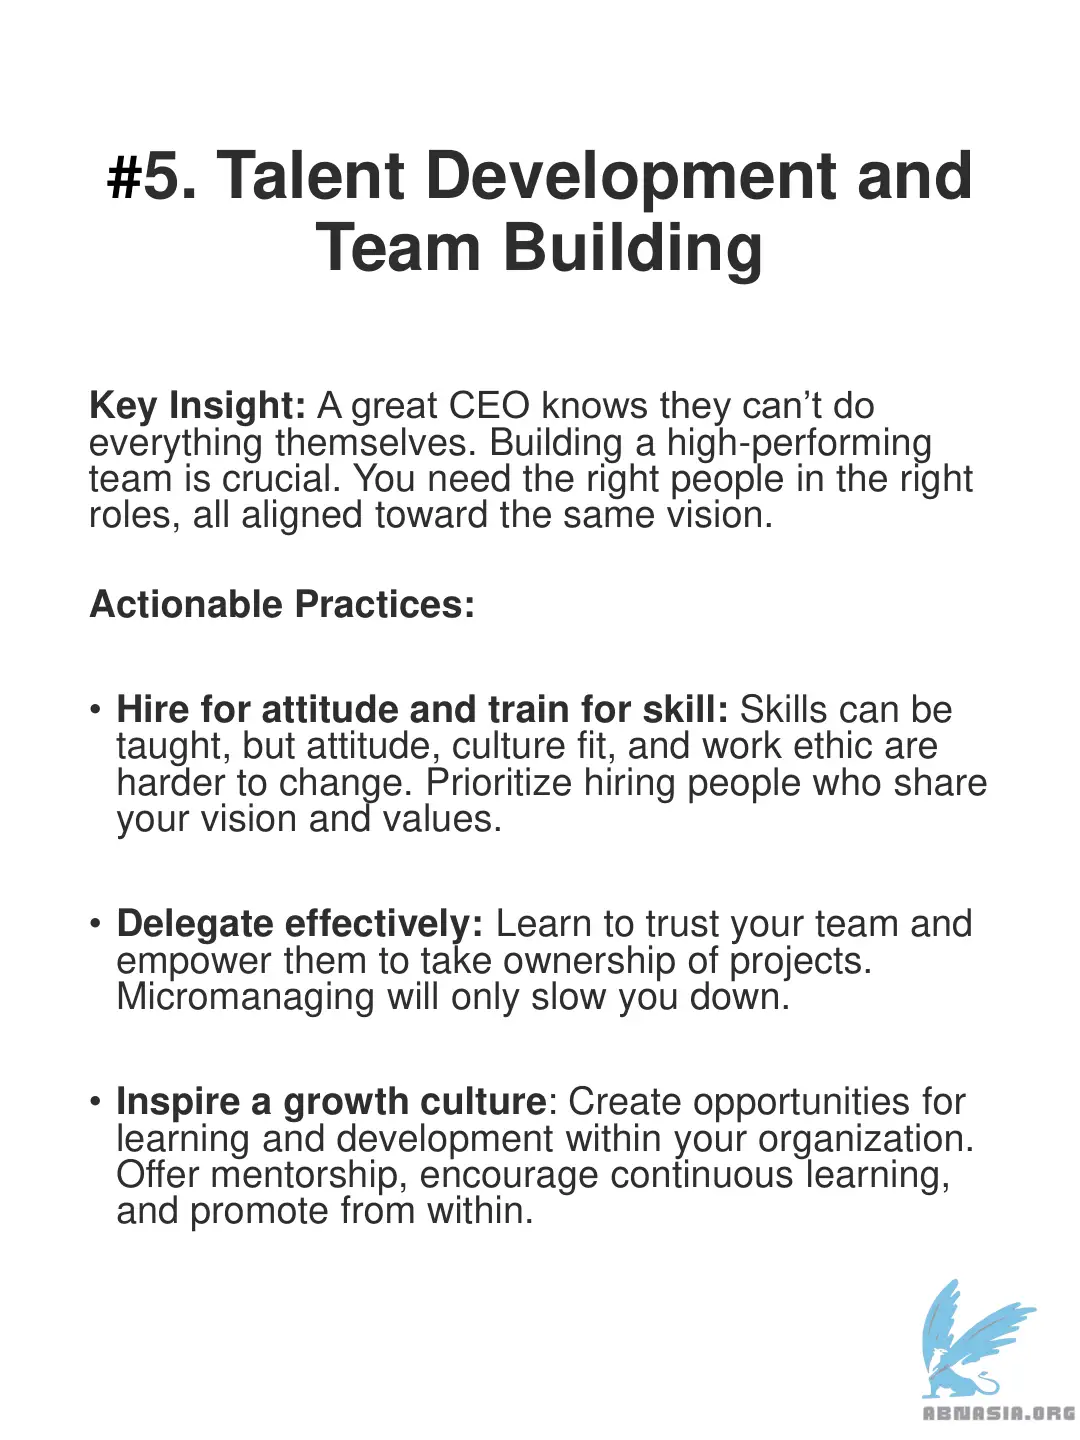 #5. Talent Development and
Team Building
Key Insight: A great CEO knows they can’t do
everything themselves. Building a high-performing
team is crucial. You need the right people in the right
roles, all aligned toward the same vision.
Actionable Practices:
• Hire for attitude and train for skill: Skills can be
taught, but attitude, culture fit, and work ethic are
harder to change. Prioritize hiring people who share
your vision and values.
• Delegate effectively: Learn to trust your team and
empower them to take ownership of projects.
Micromanaging will only slow you down.
• Inspire a growth culture: Create opportunities for
learning and development within your organization.
Offer mentorship, encourage continuous learning,
and promote from within.
ABNASIA.ORG